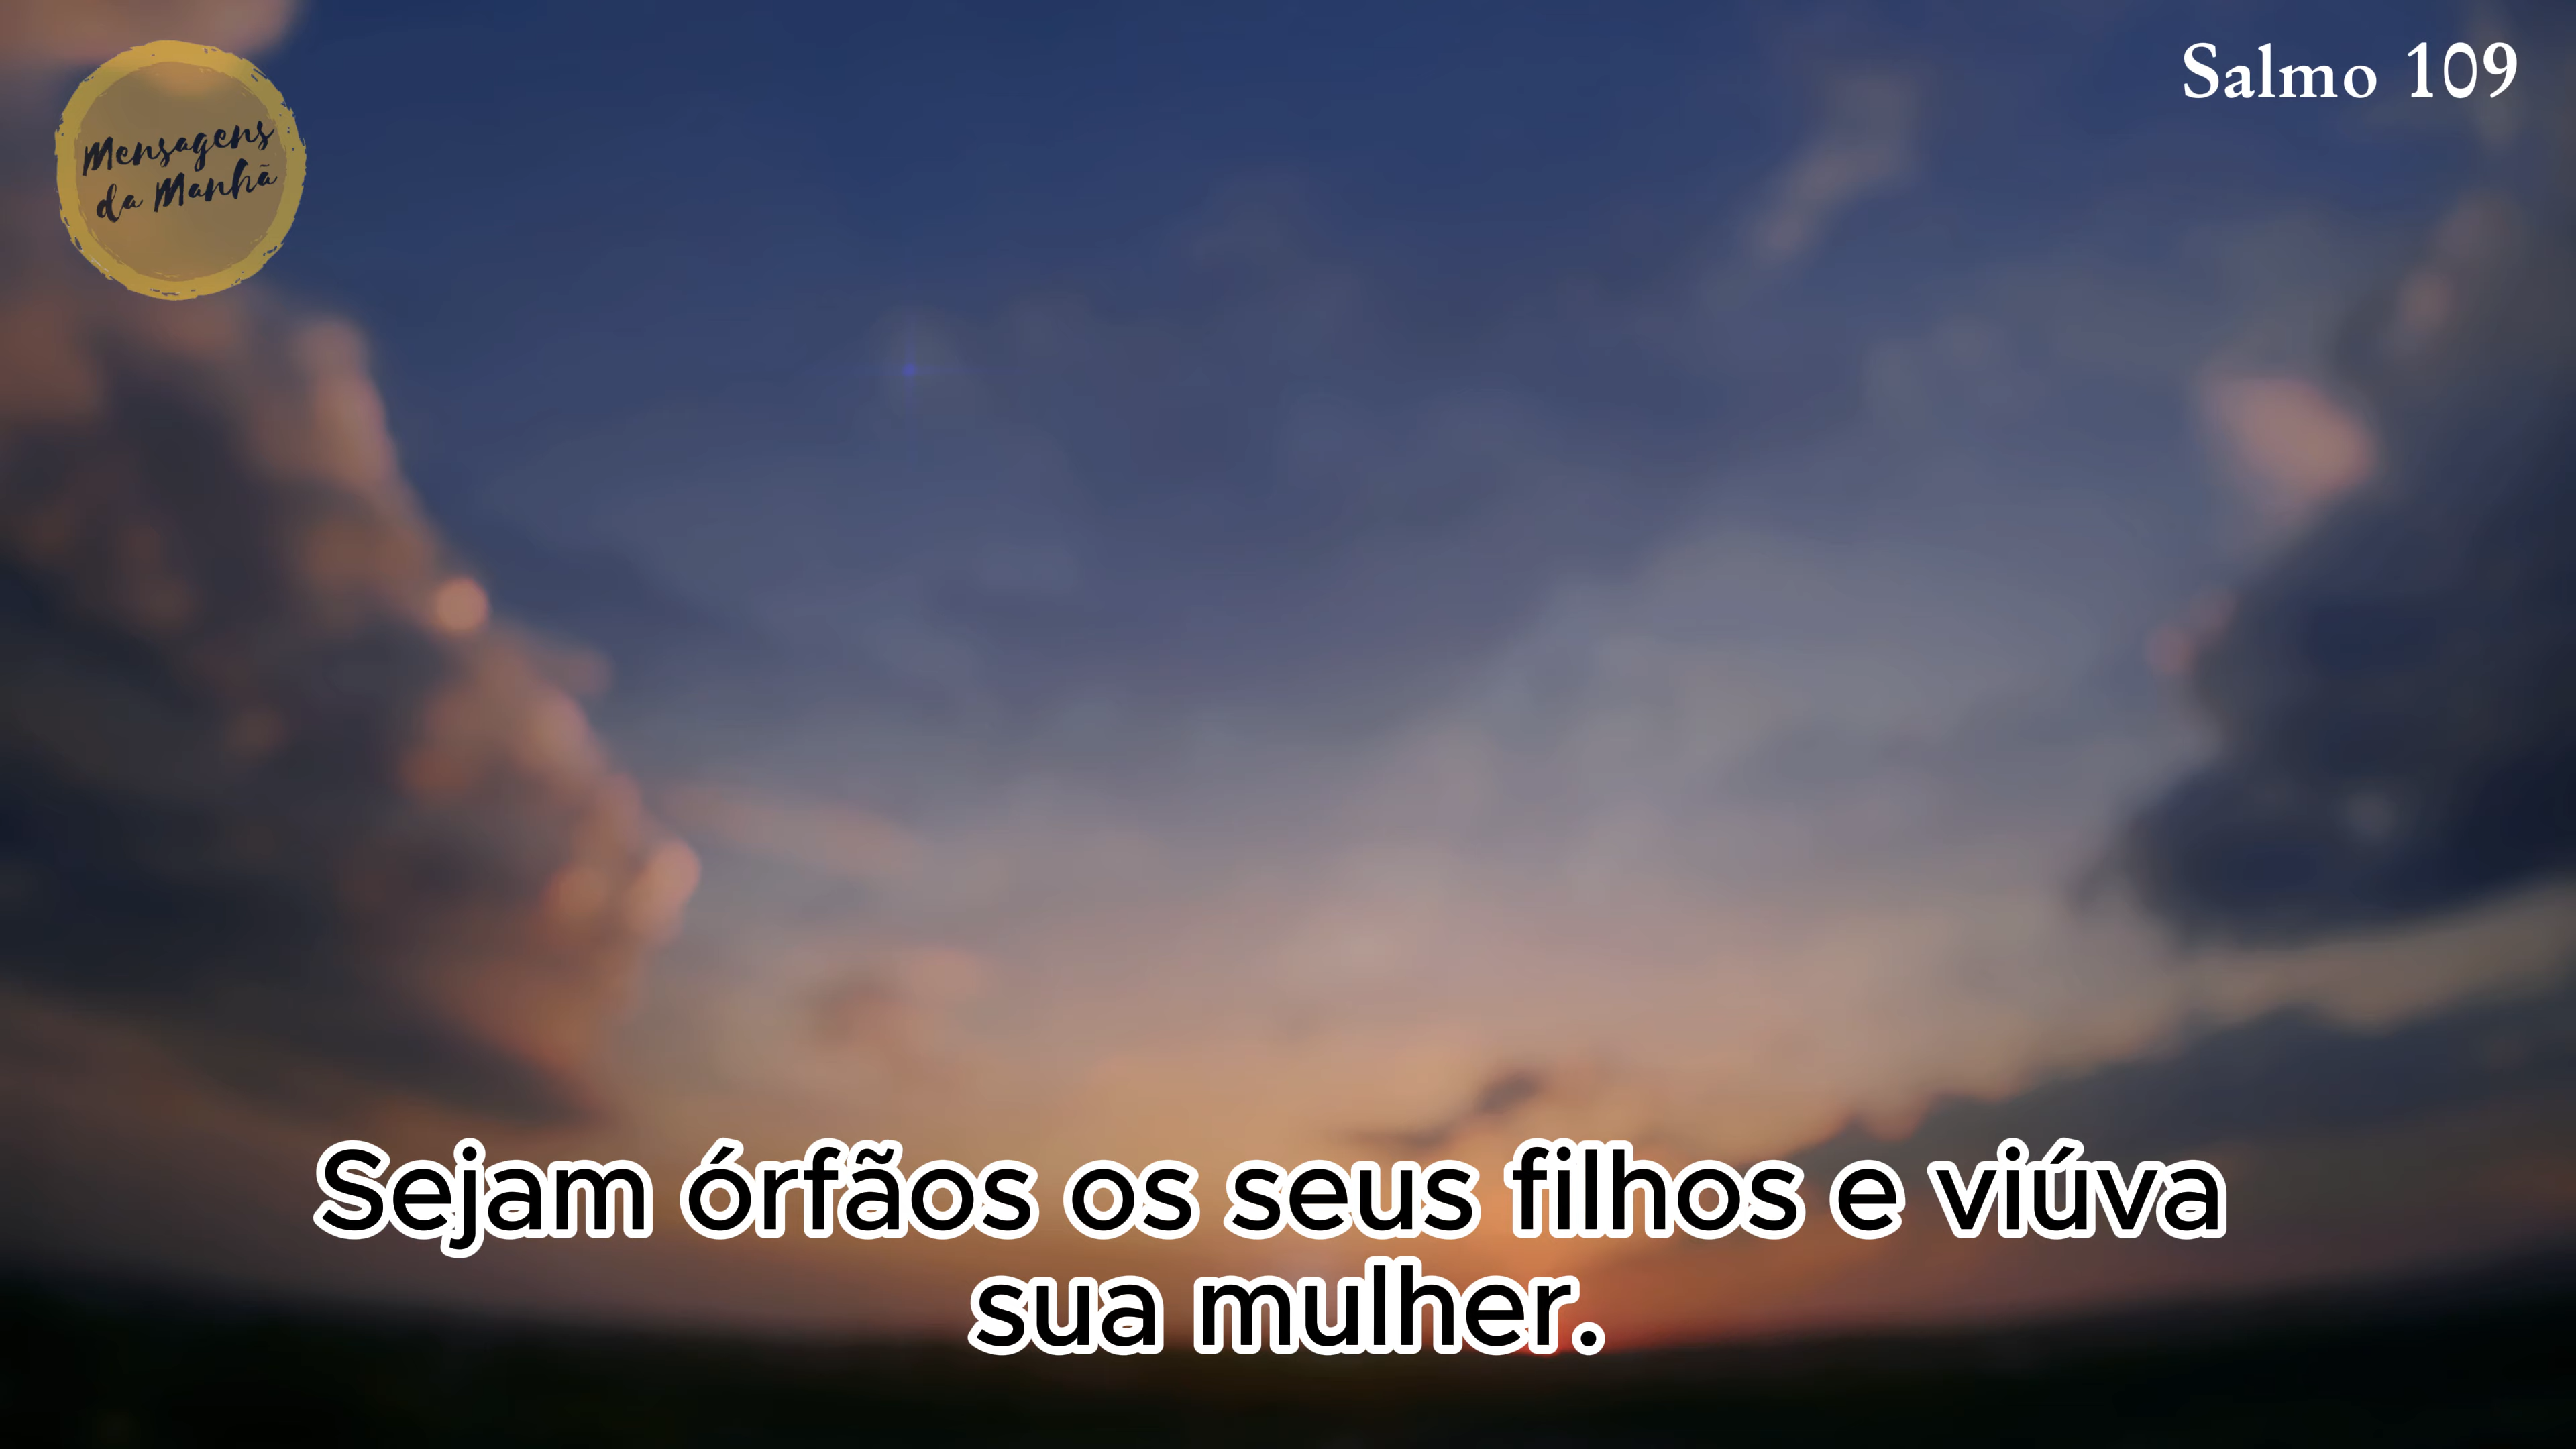 Mensagens
da Manhã
Salmo 109
Sejam órfãos os seus filhos e viúva
sua mulher.